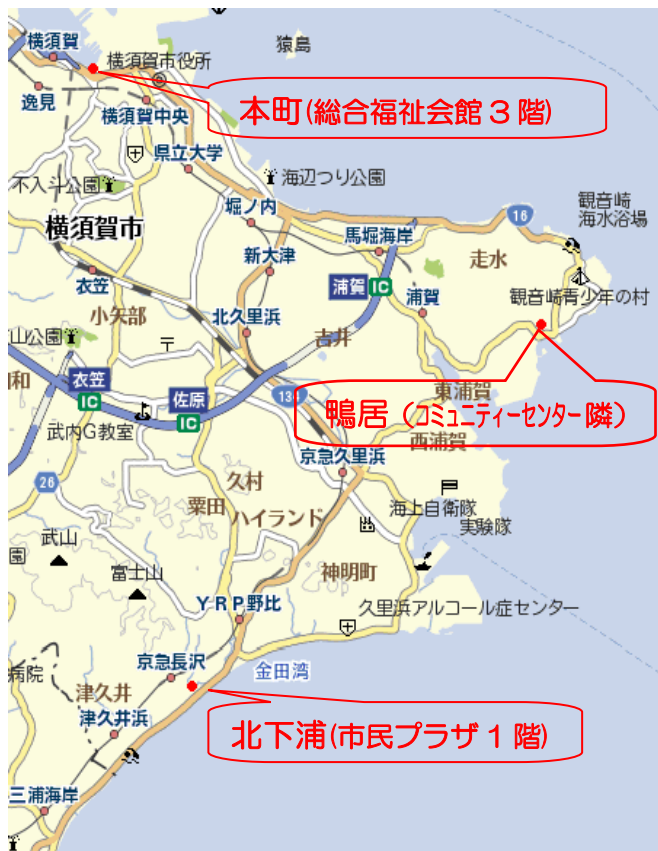 横須賀
猿島
横須賀市役所
逸見
横須賀中央
本町(総合福祉会館3階)
県立大学
不入斗公園
海辺つり公園
堀ノ内
観音崎
海水浴場
16
横須賀市
馬堀海岸
走水
新大津
衣笠
浦賀
IC
浦賀
観音崎青少年の村
小矢部
北久里浜
吉井
山公園
衣笠
IC
佐原
IC
134
東浦賀
鴨居(コミュニティーセンター隣)
武内G教室
西浦賀
京急久里浜
26
久村
粟田
ハイランド
海上自衛隊
実験隊
武山
園
富士山
神明町
YRP野比
久里浜アルコール症センター
京急長沢
金田湾
病院
津久井
津久井浜
北下浦(市民プラザ1階)
三浦海岸